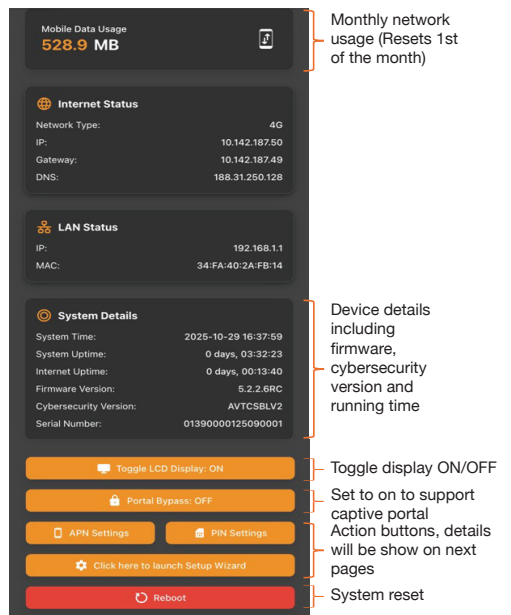 Mobile Data Usage
528.9 MB
Monthly network
usage (Resets 1st
of the month)
Internet Status
Network Type: 4G
IP: 10.142.187.50
Gateway: 10.142.187.49
DNS: 188.31.250.128
LAN Status
IP: 192.168.1.1
MAC: 34:FA:40:2A:FB:14
System Details
System Time: 2025-10-29 16:37:59
System Uptime: 0 days, 03:32:23
Internet Uptime: 0 days, 00:13:40
Firmware Version: 5.2.2.6RC
Cybersecurity Version: AVTCSBLV2
Serial Number: 01390000125090001
Device details
including
firmware,
cybersecurity
version and
running time
Toggle LCD Display: ON
Toggle display ON/OFF
Portal Bypass: OFF
Set to on to support
captive portal
APN Settings
PIN Settings
Click here to launch Setup Wizard
Action buttons, details
will be show on next
pages
Reboot
System reset